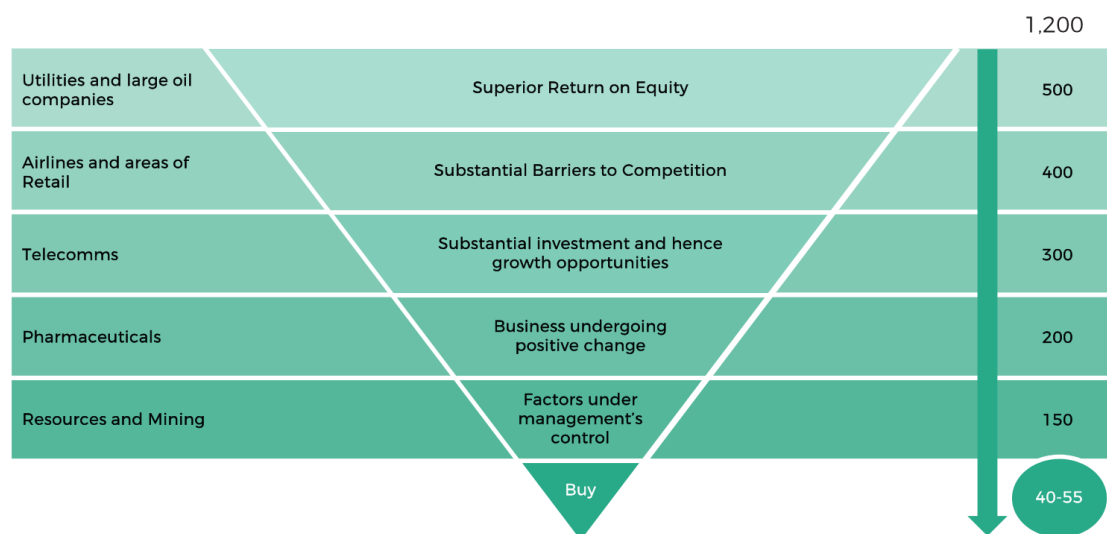 1,200
Utilities and large oil
companies
Superior Return on Equity
500
Airlines and areas of
Retail
Substantial Barriers to Competition
400
Telecomms
Substantial investment and hence
growth opportunities
300
Pharmaceuticals
Business undergoing
positive change
200
Resources and Mining
Factors under
management's
control
150
Buy
40-55